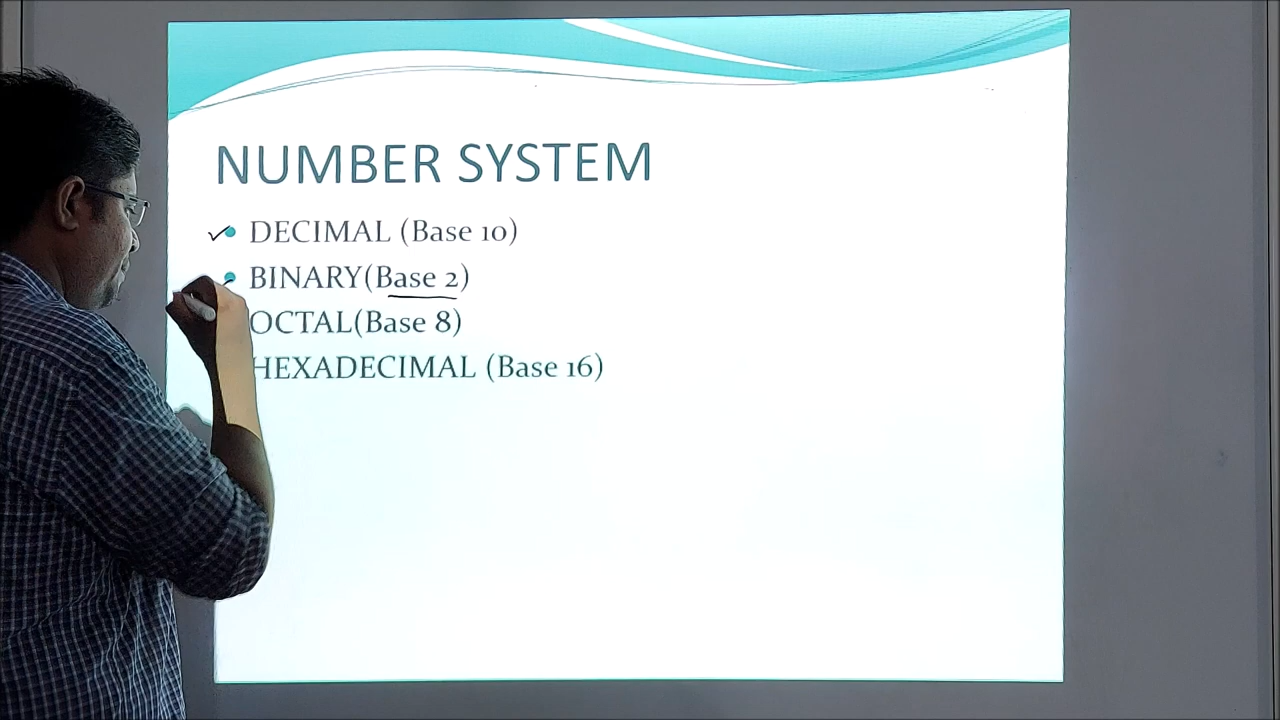 NUMBER SYSTEM
DECIMAL (Base 10)
BINARY(Base 2)
OCTAL(Base 8)
HEXADECIMAL (Base 16)